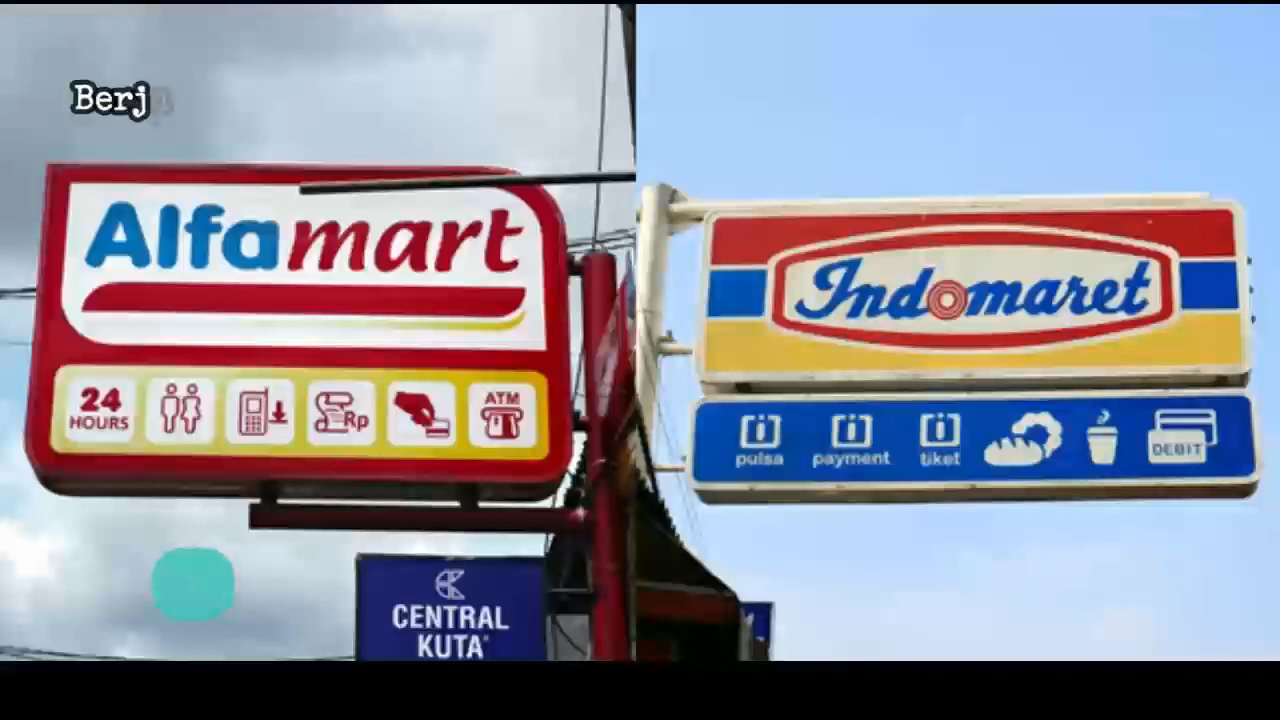 Berj
Alfamart
24
HOURS
Rp
ATM
CENTRAL
KUTA
Indomaret
pulsa
payment
tiket
DEBIT